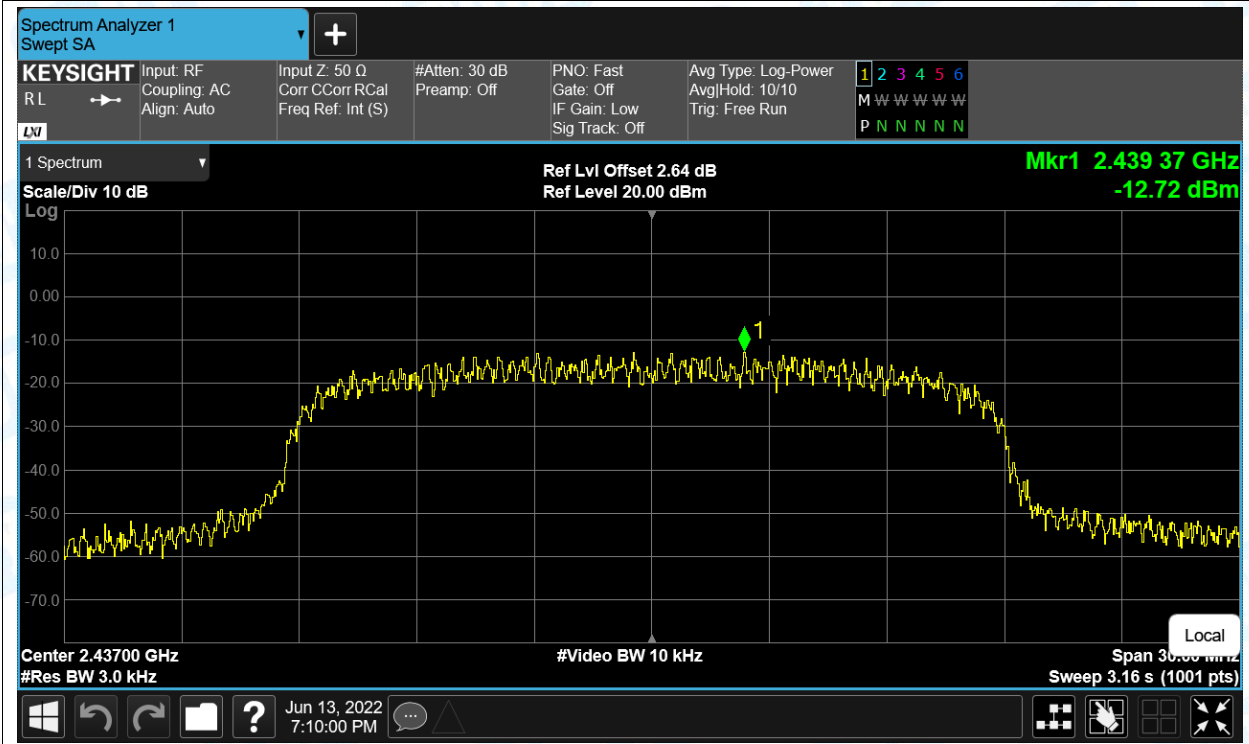 Spectrum Analyzer 1
Swept SA
+
KEYSIGHT
R L
LXI
Input: RF
Coupling: AC
Align: Auto
Input Z: 50 Ω
Corr CCorr RCal
Freq Ref: Int (S)
#Atten: 30 dB
Preamp: Off
PNO: Fast
Gate: Off
IF Gain: Low
Sig Track: Off
Avg Type: Log-Power
Avg|Hold: 10/10
Trig: Free Run
1 2 3 4 5 6
M W W W W W
P N N N N N
1 Spectrum
Scale/Div 10 dB
Log
Ref Lvl Offset 2.64 dB
Ref Level 20.00 dBm
Mkr1 2.439 37 GHz
-12.72 dBm
10.0
0.00
-10.0
-20.0
-30.0
-40.0
-50.0
-60.0
-70.0
1
Local
Center 2.43700 GHz
#Res BW 3.0 kHz
#Video BW 10 kHz
Span 30.00 MHz
Sweep 3.16 s (1001 pts)
?
Jun 13, 2022
7:10:00 PM